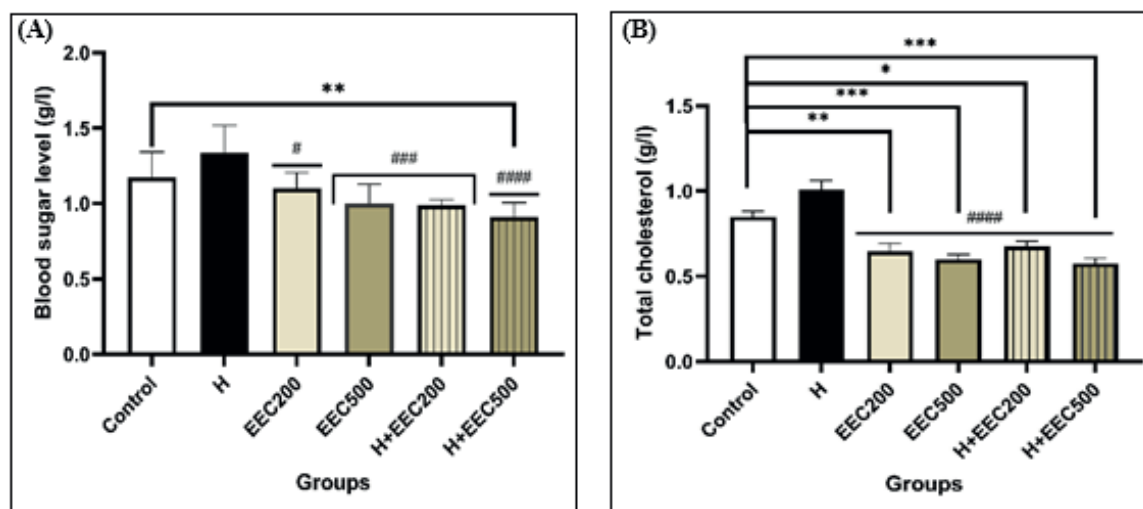 (A)
Blood sugar level (g/l)
2.0
1.5
1.0
0.5
0.0
**
#
###
####
Control
H
EEC200
EEC500
H+EEC200
H+EEC500
Groups
(B)
Total cholesterol (g/l)
1.5
1.0
0.5
0.0
***
*
***
**
####
Control
H
EEC200
EEC500
H+EEC200
H+EEC500
Groups